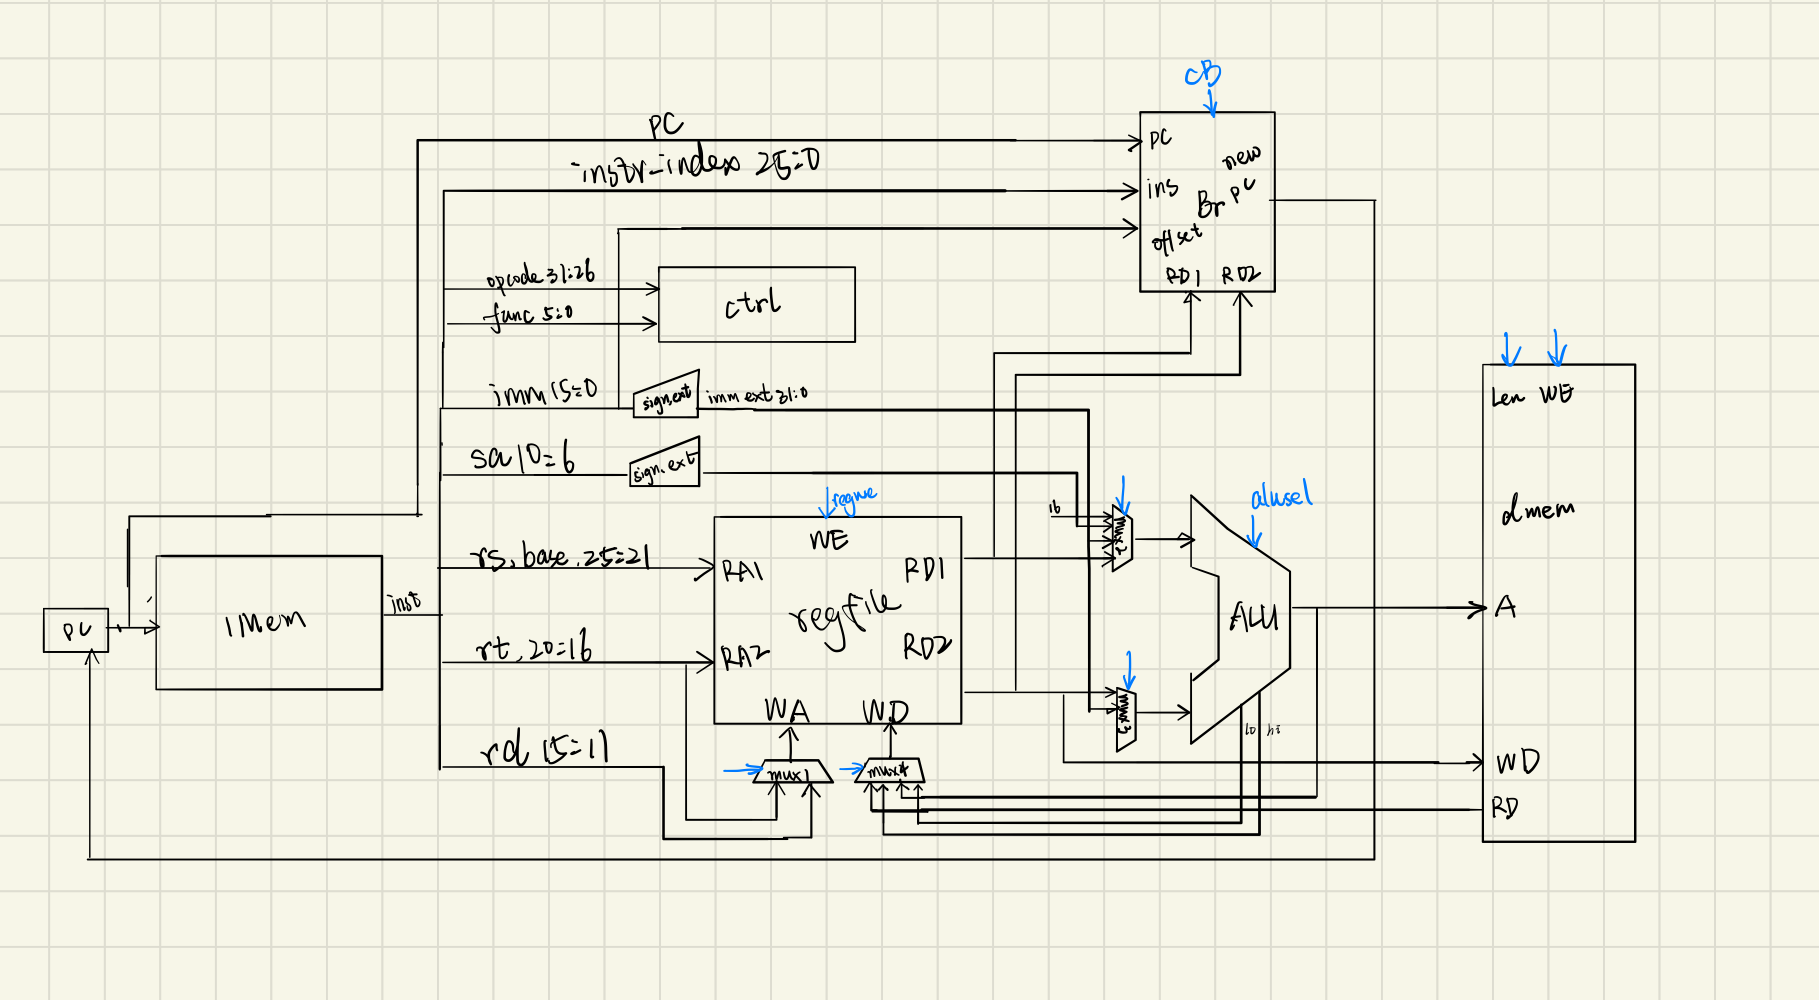 CB
PC
PC
instr-index 25:0
new
ins
Br PC
offset
opcode 31:26
RD1 RD2
func 5:0
ctrl
imm 15=0
sign.ext
imm ext 31:0
Len WE
sa 10=6
sign.ext
regwe
alusel
16
mux2
dmem
WE
rs, base, 25=21
RA1
RD1
inst
regfile
ALU
A
PC
IMem
rt, 20=16
RA2
RD2
WA WD
mux3
lo hi
rd 15=11
WD
mux1
mux4
RD